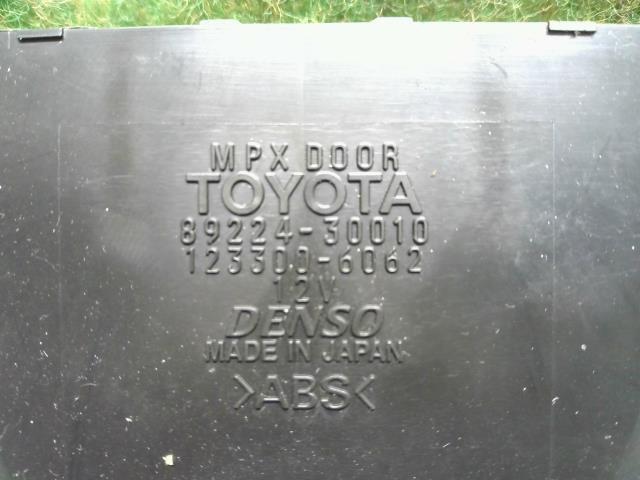 MPX DOOR
TOYOTA
89224-30010
123300-6062
12V
DENSO
MADE IN JAPAN
>ABS<